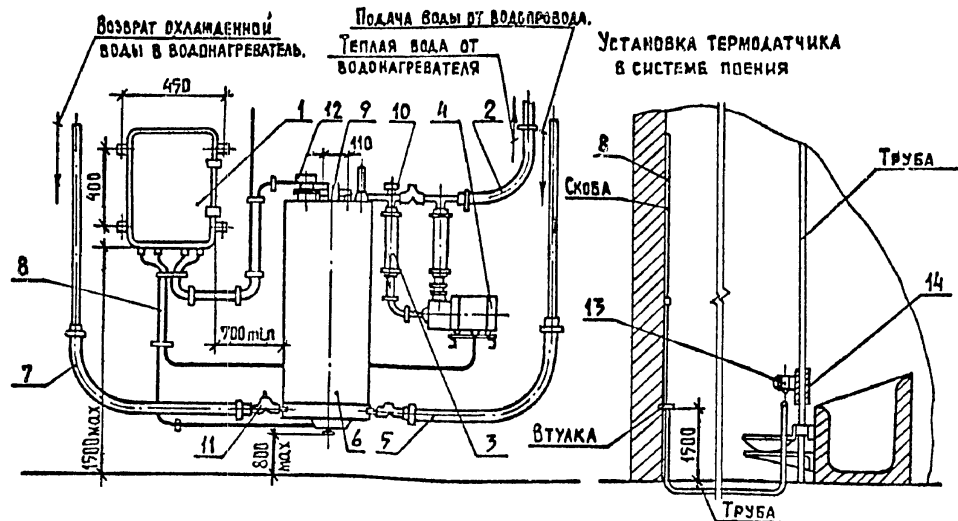 Возврат охлажденной
воды в водонагреватель.
Подача воды от водопровода.
Теплая вода от
водонагревателя
Установка термодатчика
в системе поения
450
1
12
9
10
4
2
110
400
8
700 min
7
1500 мах
11
800
мах
6
5
3
8
Труба
Скоба
13
14
Втулка
1500
Труба